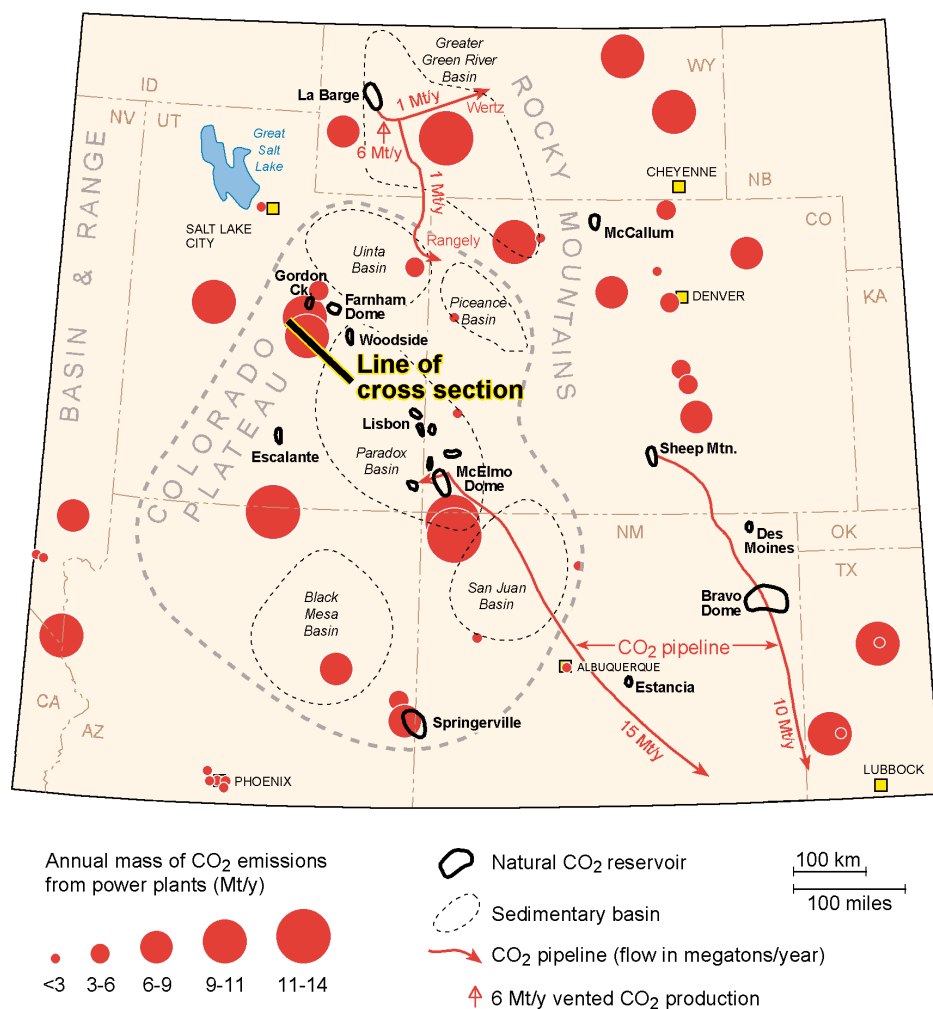 Greater
Green River
Basin
ID
WY
La Barge
1 Mt/y
Wertz
ROCKY
MOUNTAINS
NV
UT
Great
Salt
Lake
6 Mt/y
1 Mt/y
CHEYENNE
NB
BASIN & RANGE
SALT LAKE
CITY
McCallum
CO
Rangely
Uinta
Basin
Gordon
Ck.
Farnham
Dome
Piceance
Basin
DENVER
KA
Woodside
Line of
cross section
COLORADO
PLATEAU
Lisbon
Escalante
Paradox
Basin
McElmo
Dome
Sheep Mtn.
NM
Des
Moines
OK
TX
Black
Mesa
Basin
San Juan
Basin
Bravo
Dome
CO2 pipeline
ALBUQUERQUE
Estancia
CA
AZ
Springerville
15 Mt/y
10 Mt/y
PHOENIX
LUBBOCK
Annual mass of CO2 emissions
from power plants (Mt/y)
<3
3-6
6-9
9-11
11-14
Natural CO2 reservoir
Sedimentary basin
CO2 pipeline (flow in megatons/year)
6 Mt/y vented CO2 production
100 km
100 miles